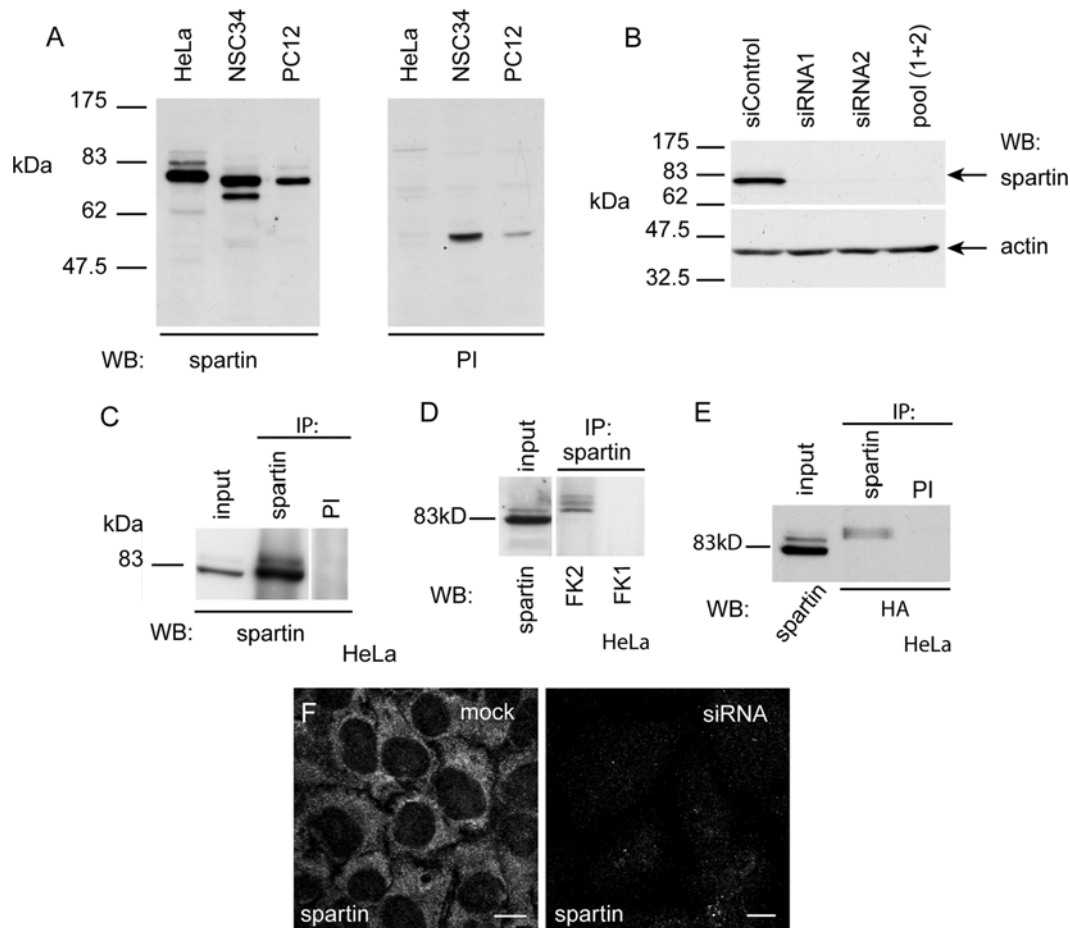 A
HeLa
NSC34
PC12
HeLa
NSC34
PC12
175
kDa
83
62
47.5
WB:
spartin
PI
B
siControl
siRNA1
siRNA2
pool (1+2)
175
WB:
83
spartin
kDa
62
47.5
actin
32.5
C
IP:
input
spartin
PI
kDa
83
WB:
spartin
HeLa
D
input
IP:
spartin
83kD
WB:
spartin
FK2
FK1
HeLa
E
IP:
input
spartin
PI
83kD
WB:
spartin
HA
HeLa
F
mock
spartin
siRNA
spartin